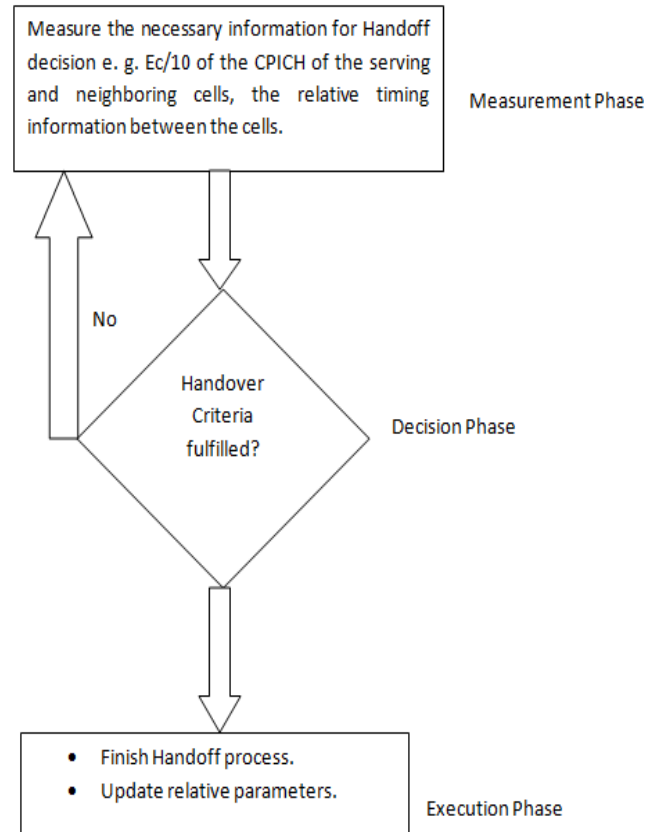 Measure the necessary information for Handoff
decision e. g. Ec/10 of the CPICH of the serving
and neighboring cells, the relative timing
information between the cells.
Measurement Phase
No
Handover
Criteria
fulfilled?
Decision Phase
• Finish Handoff process.
• Update relative parameters.
Execution Phase